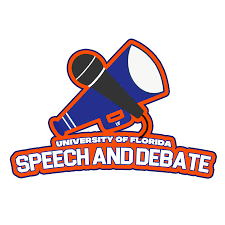 UNIVERSITY OF FLORIDA
SPEECH AND DEBATE